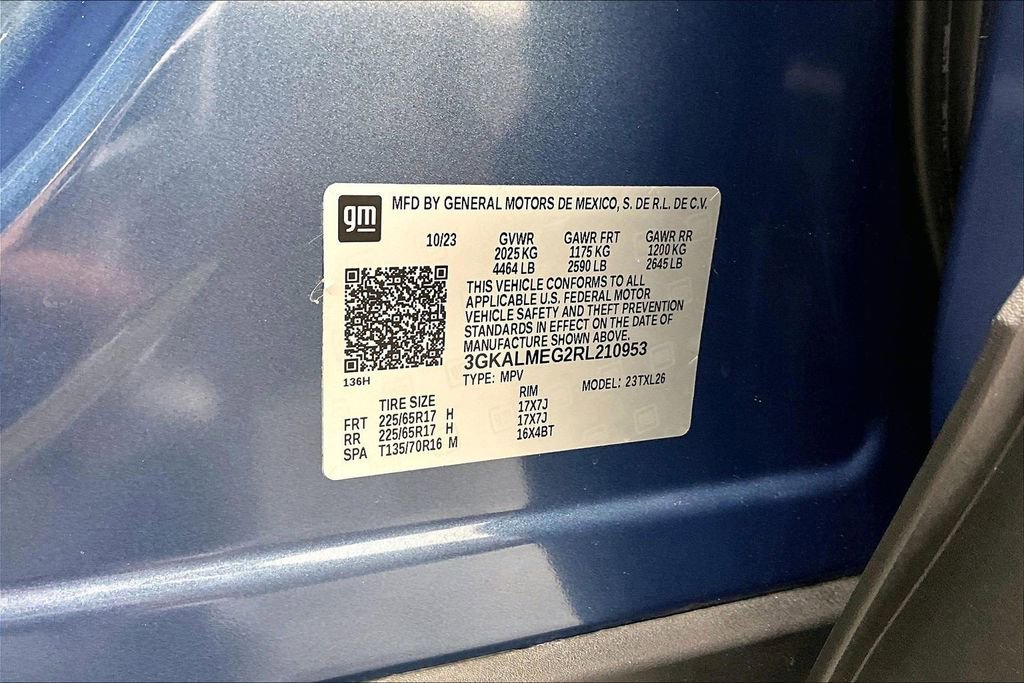 gm
MFD BY GENERAL MOTORS DE MEXICO, S. DE R.L. DE C.V.
10/23 GVWR GAWR FRT GAWR RR
2025 KG 1175 KG 1200 KG
4464 LB 2590 LB 2645 LB
THIS VEHICLE CONFORMS TO ALL
APPLICABLE U.S. FEDERAL MOTOR
VEHICLE SAFETY AND THEFT PREVENTION
STANDARDS IN EFFECT ON THE DATE OF
MANUFACTURE SHOWN ABOVE.
3GKALMEG2RL210953
136H TYPE: MPV MODEL: 23TXL26
TIRE SIZE RIM
FRT 225/65R17 H 17X7J
RR 225/65R17 H 17X7J
SPA T135/70R16 M 16X4BT